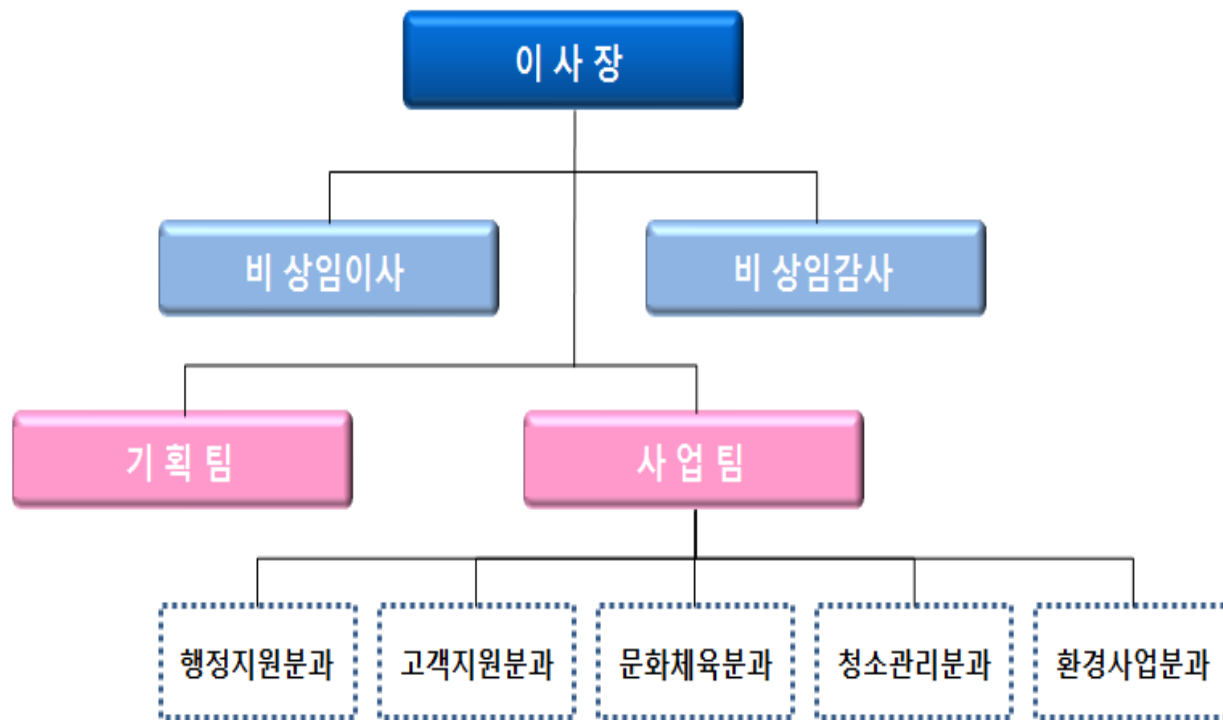 이 사 장
비 상임이사
비 상임감사
기 획 팀
사 업 팀
행정지원분과
고객지원분과
문화체육분과
청소관리분과
환경사업분과